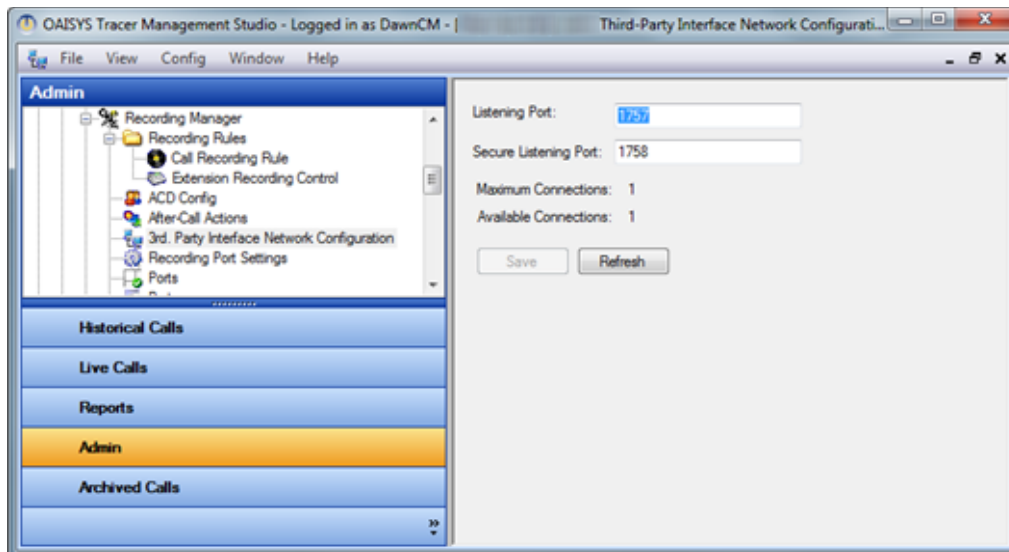 OAISYS Tracer Management Studio - Logged in as DawnCM - [ Third-Party Interface Network Configurati...
File View Config Window Help
Admin
Recording Manager
Recording Rules
Call Recording Rule
Extension Recording Control
ACD Config
After-Call Actions
3rd. Party Interface Network Configuration
Recording Port Settings
Ports
Historical Calls
Live Calls
Reports
Admin
Archived Calls
Listening Port: 1757
Secure Listening Port: 1758
Maximum Connections: 1
Available Connections: 1
Save Refresh